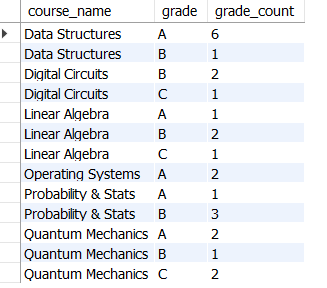 course_name grade grade_count
Data Structures A 6
Data Structures B 1
Digital Circuits B 2
Digital Circuits C 1
Linear Algebra A 1
Linear Algebra B 2
Linear Algebra C 1
Operating Systems A 2
Probability & Stats A 1
Probability & Stats B 3
Quantum Mechanics A 2
Quantum Mechanics B 1
Quantum Mechanics C 2